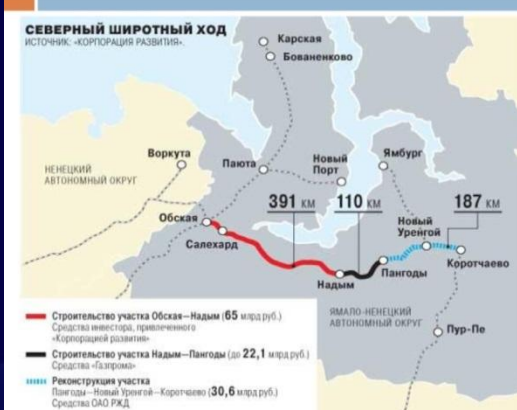 СЕВЕРНЫЙ ШИРОТНЫЙ ХОД
ИСТОЧНИК: «КОРПОРАЦИЯ РАЗВИТИЯ».
Карская
Бованенково
Воркута
Паюта
Новый
Порт
Ямбург
НЕНЕЦКИЙ
АВТОНОМНЫЙ ОКРУГ
391 КМ
110 КМ
187 КМ
Обская
Салехард
Новый
Уренгой
Коротчаево
Надым
Пангоды
ЯМАЛО-НЕНЕЦКИЙ
АВТОНОМНЫЙ ОКРУГ
Пур-Пе
Строительство участка Обская—Надым (65 млрд руб.)
Средства инвестора, привлеченного
«Корпорацией развития»
Строительство участка Надым—Пангоды (до 22,1 млрд руб.)
Средства «Газпрома»
Реконструкция участка
Пангоды—Новый Уренгой—Коротчаево (30,6 млрд руб.)
Средства ОАО РЖД